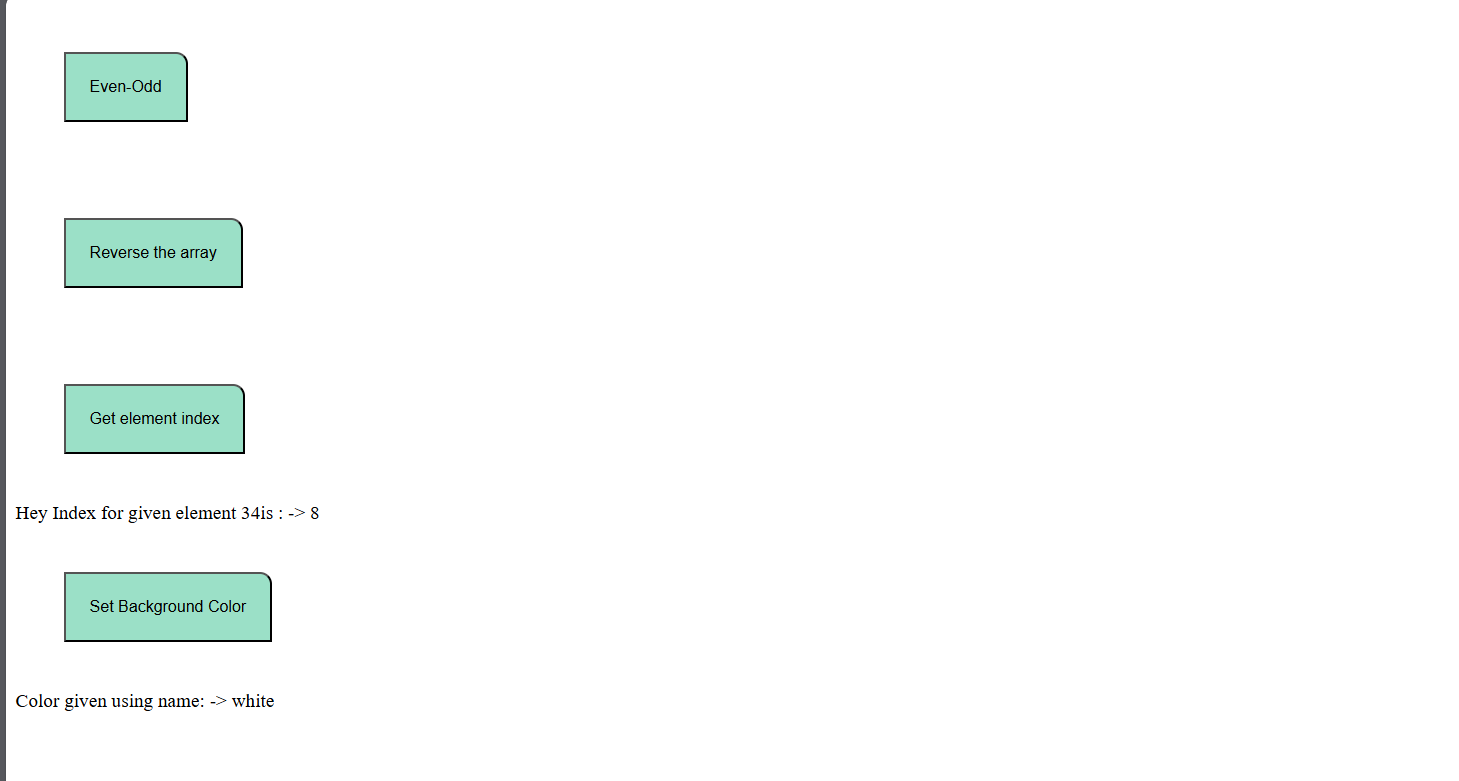 Even-Odd
Reverse the array
Get element index
Hey Index for given element 34is : -> 8
Set Background Color
Color given using name: -> white